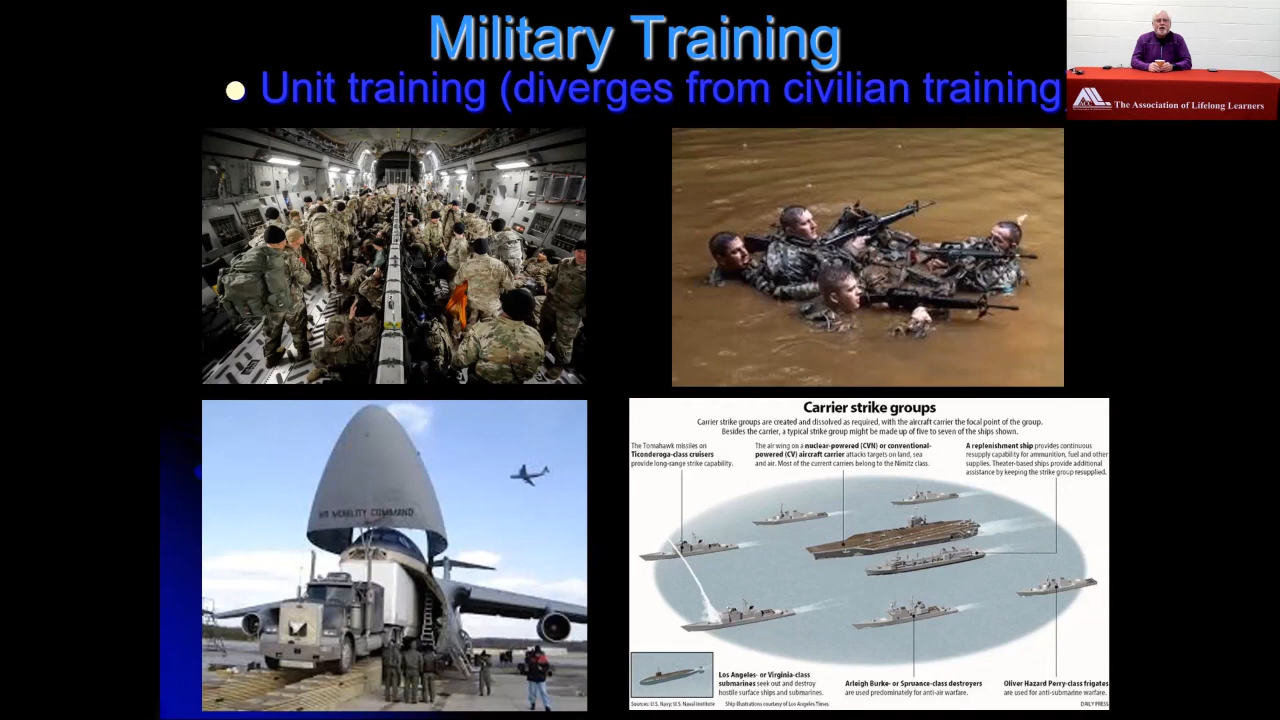 Military Training
Unit training (diverges from civilian training
ACC
The Association of Lifelong Learners
AIR MOBILITY COMMAND
Carrier strike groups
Carrier strike groups are created and dissolved as required, with the aircraft carrier the focal point of the group.
Besides the carrier, a typical strike group might be made up of five to seven of the ships shown.
The Tomahawk missiles on
Ticonderoga-class cruisers
provide long-range strike capability.
The air wing on a nuclear-powered (CVN) or conventional-
powered (CV) aircraft carrier attacks targets on land, sea
and air. Most of the current carriers belong to the Nimitz class.
A replenishment ship provides continuous
resupply capability for ammunition, fuel and other
supplies. Theater-based ships provide additional
assistance by keeping the strike group resupplied.
Los Angeles- or Virginia-class
submarines seek out and destroy
hostile surface ships and submarines.
Arleigh Burke- or Spruance-class destroyers
are used predominately for anti-air warfare.
Oliver Hazard Perry-class frigates
are used for anti-submarine warfare.
Sources: U.S. Navy; U.S. Naval Institute
Ship illustrations courtesy of Los Angeles Times
DAILY PRESS